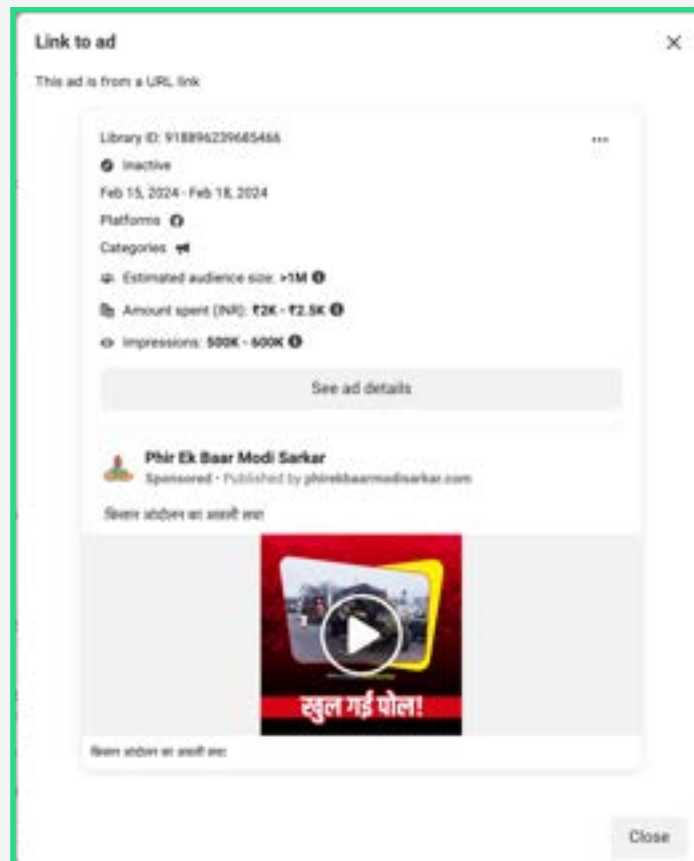 Link to ad
This ad is from a URL link
Library ID: 918896239685466
Inactive
Feb 15, 2024 - Feb 18, 2024
Platforms
Categories
Estimated audience size: >1M
Amount spent (INR): ₹2K - ₹2.5K
Impressions: 500K - 600K
See ad details
Phir Ek Baar Modi Sarkar
Sponsored • Published by phirekbaarmodisarkar.com
किसान आंदोलन का असली सच!
खुल गई पोल!
किसान आंदोलन का असली सच!
Close